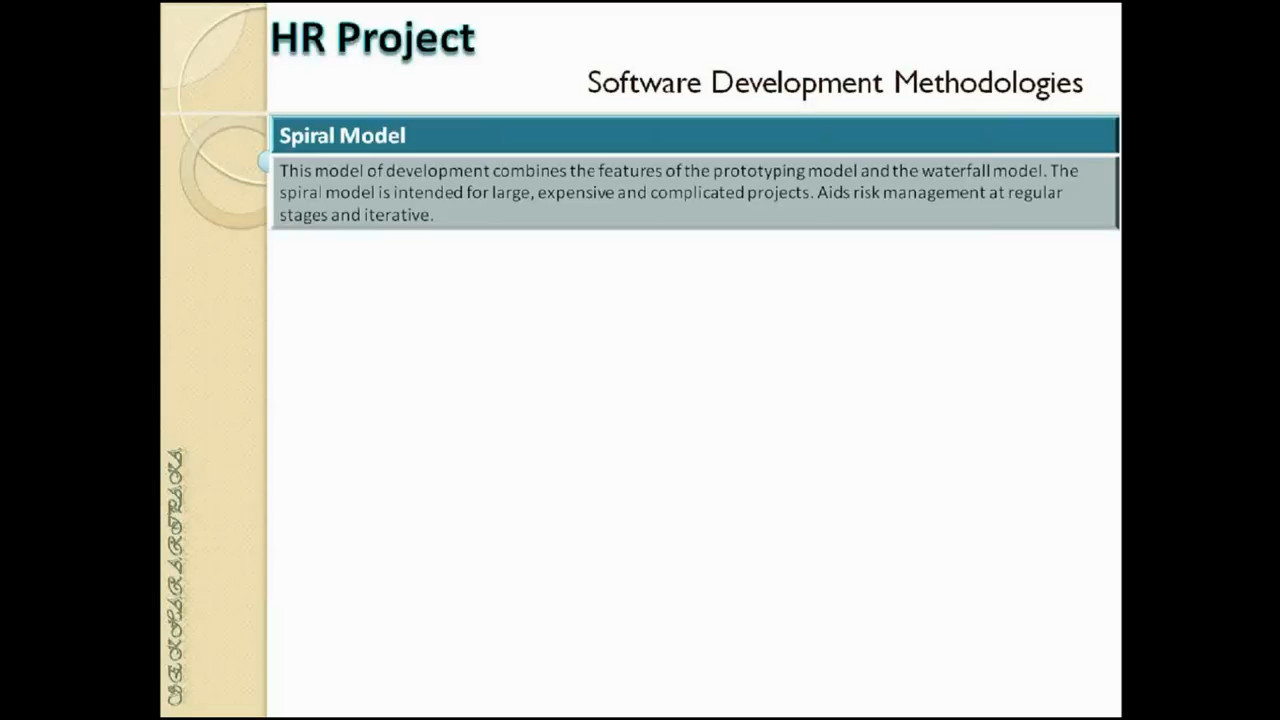 HR Project
Software Development Methodologies
Spiral Model
This model of development combines the features of the prototyping model and the waterfall model. The
spiral model is intended for large, expensive and complicated projects. Aids risk management at regular
stages and iterative.